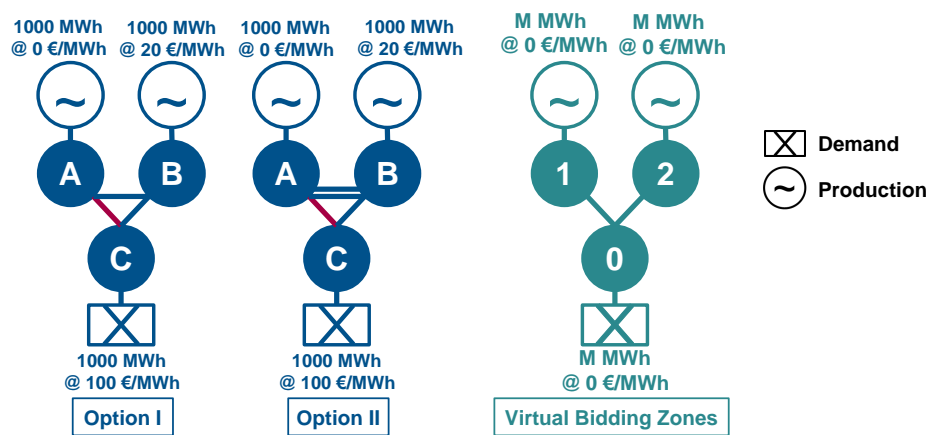 1000 MWh
@ 0 €/MWh
1000 MWh
@ 20 €/MWh
1000 MWh
@ 0 €/MWh
1000 MWh
@ 20 €/MWh
M MWh
@ 0 €/MWh
M MWh
@ 0 €/MWh
~
~
~
~
~
~
A
B
A
B
1
2
C
C
0
1000 MWh
@ 100 €/MWh
1000 MWh
@ 100 €/MWh
M MWh
@ 0 €/MWh
Option I
Option II
Virtual Bidding Zones
Demand
~ Production